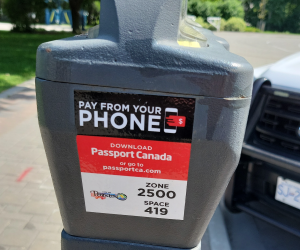 PAY FROM YOUR
PHONE
$
DOWNLOAD
Passport Canada
or go to
passportca.com
ZONE
2500
SPACE
419